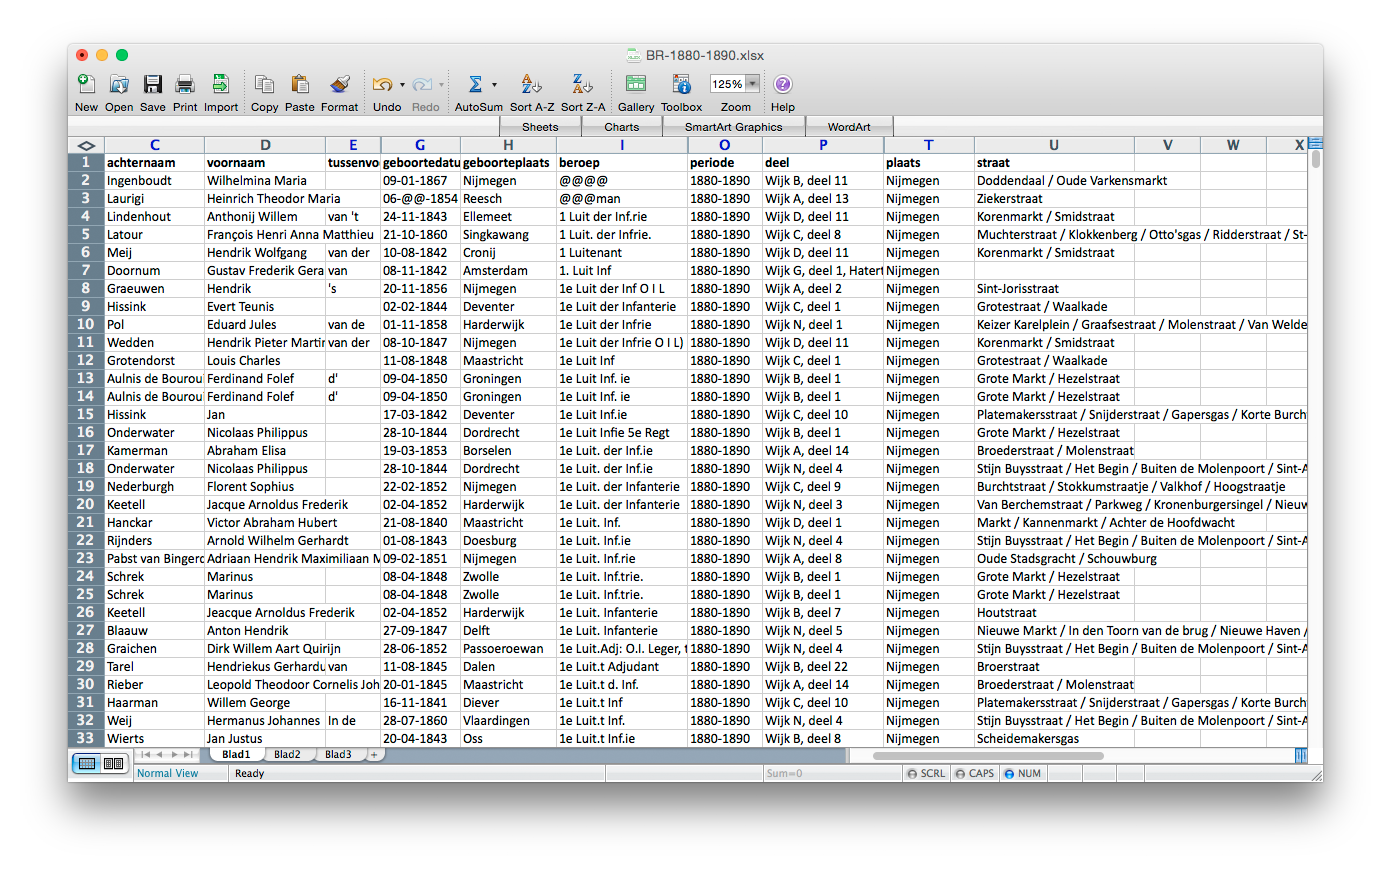 BR-1880-1890.xlsx
New Open Save Print Import Copy Paste Format Undo Redo AutoSum Sort A-Z Sort Z-A Gallery Toolbox 125% Zoom Help
Sheets Charts SmartArt Graphics WordArt
C D E G H I O P T U V W X
1 achternaam voornaam tussenvo geboortedatu geboorteplaats beroep periode deel plaats straat
2 Ingenboudt Wilhelmina Maria 09-01-1867 Nijmegen @@@@ 1880-1890 Wijk B, deel 11 Nijmegen Doddendaal / Oude Varkensmarkt
3 Laurigi Heinrich Theodor Maria 06-@@-1854 Reesch @@@man 1880-1890 Wijk A, deel 13 Nijmegen Ziekerstraat
4 Lindenhout Anthonij Willem van 't 24-11-1843 Ellemeet 1 Luit der Inf.rie 1880-1890 Wijk D, deel 11 Nijmegen Korenmarkt / Smidstraat
5 Latour François Henri Anna Matthieu 21-10-1860 Singkawang 1 Luit. der Infrie. 1880-1890 Wijk C, deel 8 Nijmegen Muchterstraat / Klokkenberg / Otto'sgas / Ridderstraat / St-
6 Meij Hendrik Wolfgang van der 10-08-1842 Cronij 1 Luitenant 1880-1890 Wijk D, deel 11 Nijmegen Korenmarkt / Smidstraat
7 Doornum Gustav Frederik Gera van 08-11-1842 Amsterdam 1. Luit Inf 1880-1890 Wijk G, deel 1, Hatert Nijmegen
8 Graeuwen Hendrik 's 20-11-1856 Nijmegen 1e Luit der Inf O I L 1880-1890 Wijk A, deel 2 Nijmegen Sint-Jorisstraat
9 Hissink Evert Teunis 02-02-1844 Deventer 1e Luit der Infanterie 1880-1890 Wijk C, deel 1 Nijmegen Grotestraat / Waalkade
10 Pol Eduard Jules van de 01-11-1858 Harderwijk 1e Luit der Infrie 1880-1890 Wijk N, deel 1 Nijmegen Keizer Karelplein / Graafsestraat / Molenstraat / Van Welde
11 Wedden Hendrik Pieter Martin van der 08-10-1847 Nijmegen 1e Luit der Infrie O I L) 1880-1890 Wijk D, deel 11 Nijmegen Korenmarkt / Smidstraat
12 Grotendorst Louis Charles 11-08-1848 Maastricht 1e Luit Inf 1880-1890 Wijk C, deel 1 Nijmegen Grotestraat / Waalkade
13 Aulnis de Bourou Ferdinand Folef d' 09-04-1850 Groningen 1e Luit Inf. ie 1880-1890 Wijk B, deel 1 Nijmegen Grote Markt / Hezelstraat
14 Aulnis de Bourou Ferdinand Folef d' 09-04-1850 Groningen 1e Luit Inf. ie 1880-1890 Wijk B, deel 1 Nijmegen Grote Markt / Hezelstraat
15 Hissink Jan 17-03-1842 Deventer 1e Luit Inf.ie 1880-1890 Wijk C, deel 10 Nijmegen Platemakersstraat / Snijderstraat / Gapersgas / Korte Burcht
16 Onderwater Nicolaas Philippus 28-10-1844 Dordrecht 1e Luit Infie 5e Regt 1880-1890 Wijk B, deel 1 Nijmegen Grote Markt / Hezelstraat
17 Kamerman Abraham Elisa 19-03-1853 Borselen 1e Luit. der Inf.ie 1880-1890 Wijk A, deel 14 Nijmegen Broederstraat / Molenstraat
18 Onderwater Nicolaas Philippus 28-10-1844 Dordrecht 1e Luit. der Inf.ie 1880-1890 Wijk N, deel 4 Nijmegen Stijn Buysstraat / Het Begin / Buiten de Molenpoort / Sint-A
19 Nederburgh Florent Sophius 22-02-1852 Nijmegen 1e Luit. der Infanterie 1880-1890 Wijk C, deel 9 Nijmegen Burchtstraat / Stokkumstraatje / Valkhof / Hoogstraatje
20 Keetell Jacque Arnoldus Frederik 02-04-1852 Harderwijk 1e Luit. der Infanterie 1880-1890 Wijk N, deel 3 Nijmegen Van Berchemstraat / Parkweg / Kronenburgersingel / Nieuw
21 Hanckar Victor Abraham Hubert 21-08-1840 Maastricht 1e Luit. Inf. 1880-1890 Wijk D, deel 1 Nijmegen Markt / Kannenmarkt / Achter de Hoofdwacht
22 Rijnders Arnold Wilhelm Gerhardt 01-08-1843 Doesburg 1e Luit. Inf.ie 1880-1890 Wijk N, deel 4 Nijmegen Stijn Buysstraat / Het Begin / Buiten de Molenpoort / Sint-A
23 Pabst van Bingerd Adriaan Hendrik Maximiliaan M 09-02-1851 Nijmegen 1e Luit. Inf.rie 1880-1890 Wijk A, deel 8 Nijmegen Oude Stadsgracht / Schouwburg
24 Schrek Marinus 08-04-1848 Zwolle 1e Luit. Inf.trie. 1880-1890 Wijk B, deel 1 Nijmegen Grote Markt / Hezelstraat
25 Schrek Marinus 08-04-1848 Zwolle 1e Luit. Inf.trie. 1880-1890 Wijk B, deel 1 Nijmegen Grote Markt / Hezelstraat
26 Keetell Jeacque Arnoldus Frederik 02-04-1852 Harderwijk 1e Luit. Infanterie 1880-1890 Wijk B, deel 7 Nijmegen Houtstraat
27 Blaauw Anton Hendrik 27-09-1847 Delft 1e Luit. Infanterie 1880-1890 Wijk N, deel 5 Nijmegen Nieuwe Markt / In den Toorn van de brug / Nieuwe Haven /
28 Graichen Dirk Willem Aart Quirijn 28-06-1852 Passoeroewan 1e Luit.Adj: O.I. Leger, t 1880-1890 Wijk N, deel 4 Nijmegen Stijn Buysstraat / Het Begin / Buiten de Molenpoort / Sint-A
29 Tarel Hendriekus Gerhardu van 11-08-1845 Dalen 1e Luit.t Adjudant 1880-1890 Wijk B, deel 22 Nijmegen Broerstraat
30 Rieber Leopold Theodoor Cornelis Joh 20-01-1845 Maastricht 1e Luit.t d. Inf. 1880-1890 Wijk A, deel 14 Nijmegen Broederstraat / Molenstraat
31 Haarman Willem George 16-11-1841 Diever 1e Luit.t Inf 1880-1890 Wijk C, deel 10 Nijmegen Platemakersstraat / Snijderstraat / Gapersgas / Korte Burch
32 Weij Hermanus Johannes In de 28-07-1860 Vlaardingen 1e Luit.t Inf. 1880-1890 Wijk N, deel 4 Nijmegen Stijn Buysstraat / Het Begin / Buiten de Molenpoort / Sint-A
33 Wierts Jan Justus 20-04-1843 Oss 1e Luit.t Inf.ie 1880-1890 Wijk B, deel 8 Nijmegen Scheidemakersgas
Blad1 Blad2 Blad3 +
Normal View Ready Sum=0 SCRL CAPS NUM